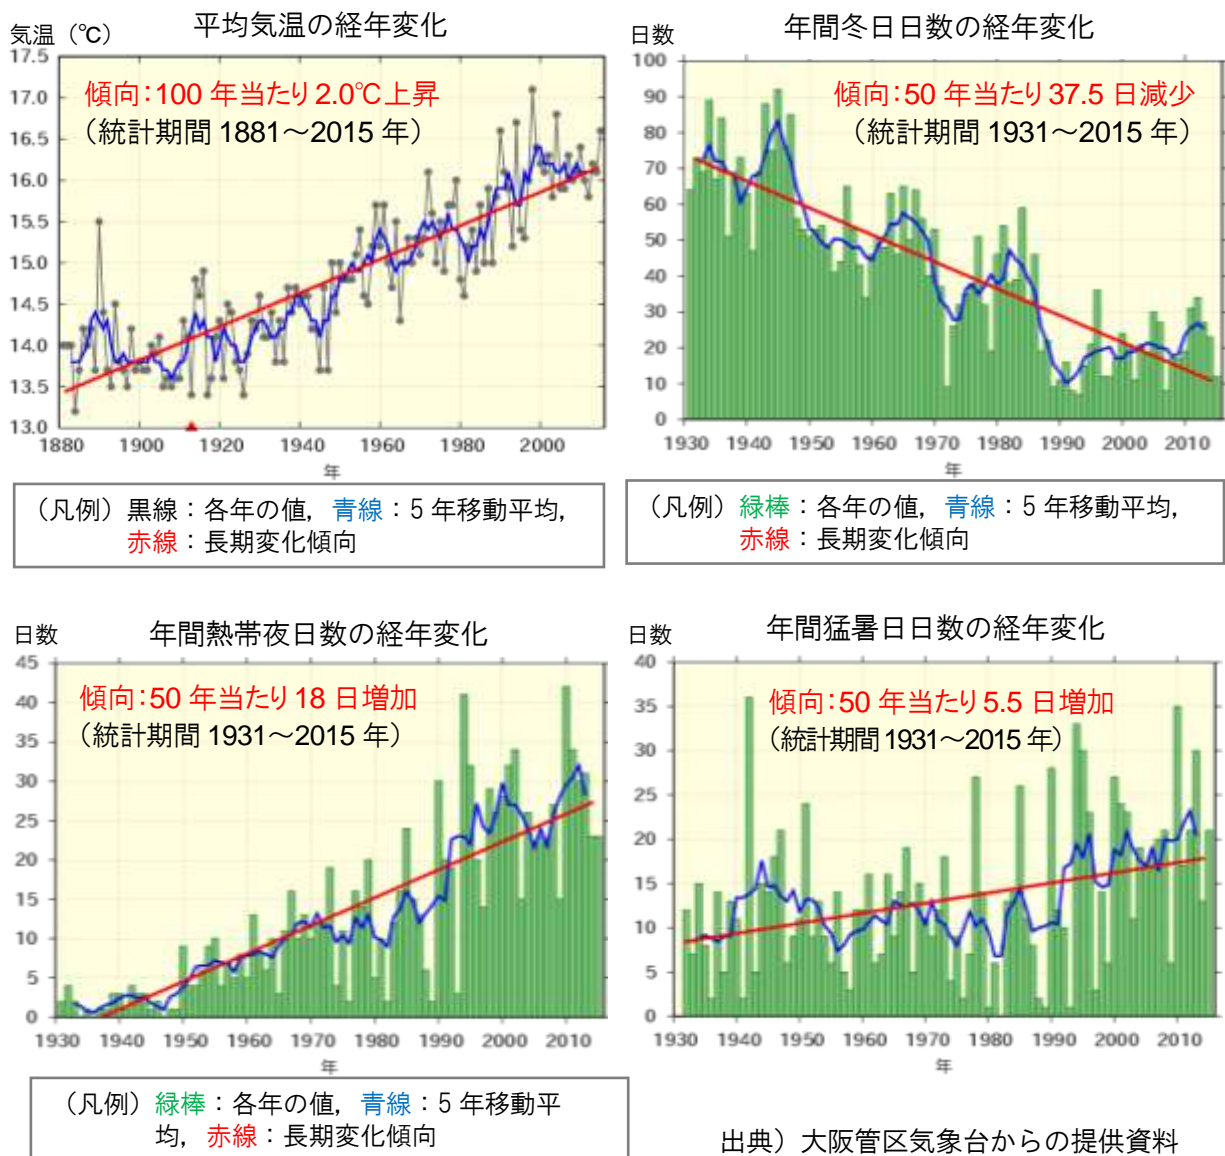 平均気温の経年変化
気温（℃）
17.5
17.0
16.5
16.0
15.5
15.0
14.5
14.0
13.5
13.0
傾向：100 年当たり 2.0℃上昇
（統計期間 1881～2015 年）
1880 1900 1920 1940 1960 1980 2000
年
（凡例）黒線：各年の値，青線：5 年移動平均，
赤線：長期変化傾向
年間冬日日数の経年変化
日数
100
90
80
70
60
50
40
30
20
10
0
傾向：50 年当たり 37.5 日減少
（統計期間 1931～2015 年）
1930 1940 1950 1960 1970 1980 1990 2000 2010
年
（凡例）緑棒：各年の値，青線：5 年移動平均，
赤線：長期変化傾向
年間熱帯夜日数の経年変化
日数
45
40
35
30
25
20
15
10
5
0
傾向：50 年当たり 18 日増加
（統計期間 1931～2015 年）
1930 1940 1950 1960 1970 1980 1990 2000 2010
年
（凡例）緑棒：各年の値，青線：5 年移動平
均，赤線：長期変化傾向
年間猛暑日日数の経年変化
日数
40
35
30
25
20
15
10
5
0
傾向：50 年当たり 5.5 日増加
（統計期間 1931～2015 年）
1930 1940 1950 1960 1970 1980 1990 2000 2010
年
出典）大阪管区気象台からの提供資料